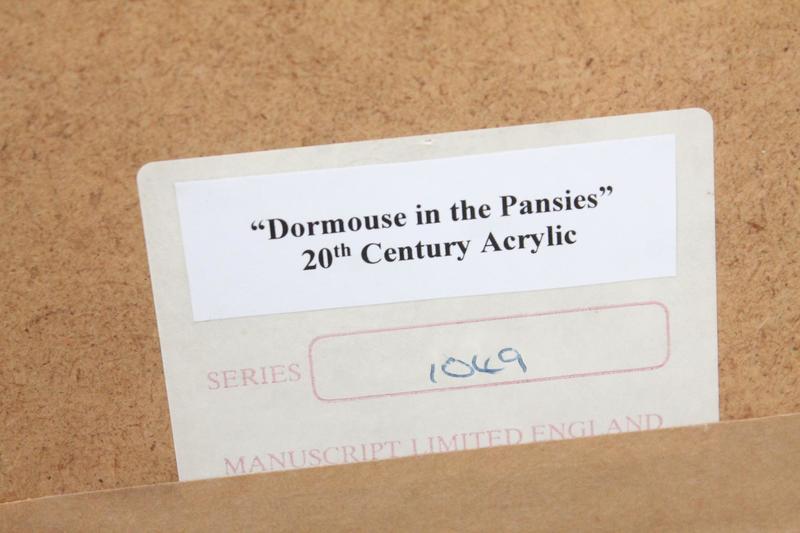 “Dormouse in the Pansies”
20th Century Acrylic
SERIES 1049
MANUSCRIPT LIMITED ENGLAND